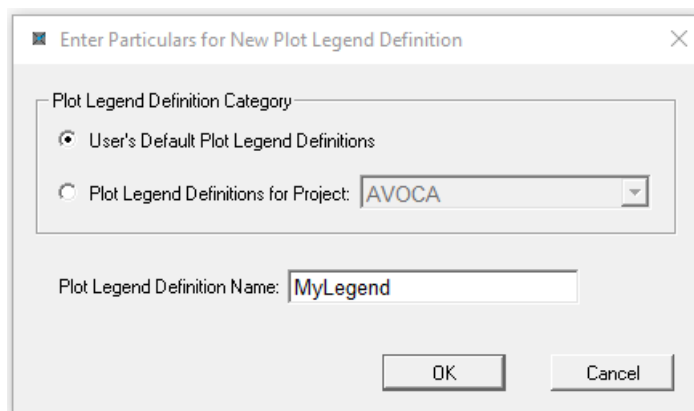 Enter Particulars for New Plot Legend Definition
Plot Legend Definition Category
User's Default Plot Legend Definitions
Plot Legend Definitions for Project: AVOCA
Plot Legend Definition Name: MyLegend
OK Cancel